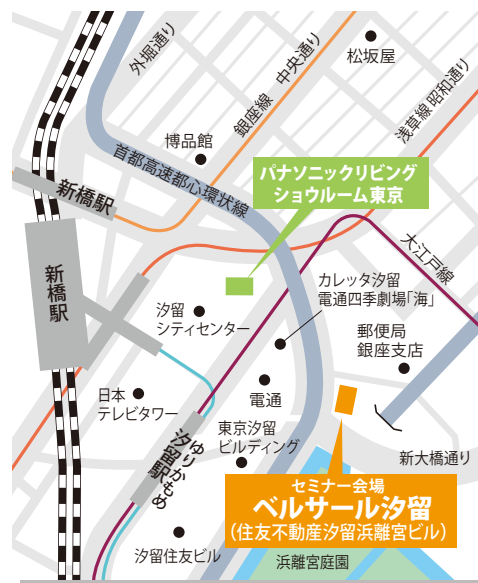 外堀通り
銀座線
中央通り
松坂屋
浅草線
昭和通り
博品館
首都高速都心環状線
パナソニックリビング
ショウルーム東京
新橋駅
新橋駅
大江戸線
カレッタ汐留
電通四季劇場「海」
汐留
シティセンター
郵便局
銀座支店
日本
テレビタワー
電通
東京汐留
ビルディング
ゆりかもめ
汐留駅
新大橋通り
セミナー会場
ベルサール汐留
(住友不動産汐留浜離宮ビル)
汐留住友ビル
浜離宮庭園